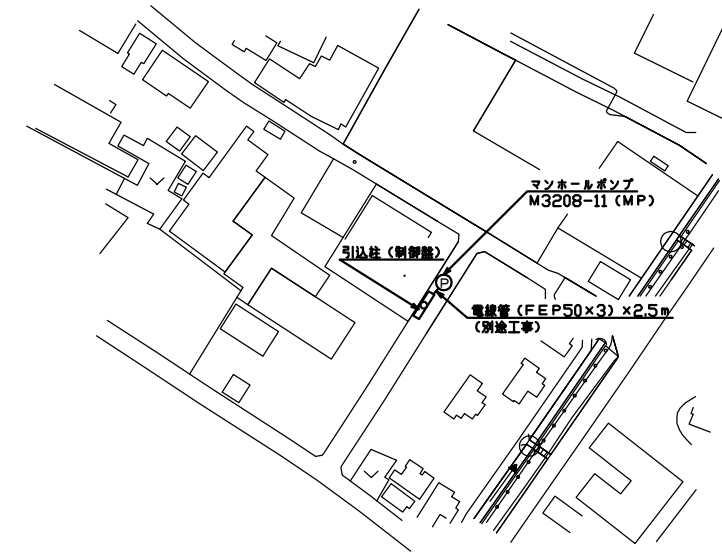 マンホールポンプ
M3208-11(MP)
引込柱(制御盤)
P
電線管(FEP50×3)×2.5m
(別途工事)